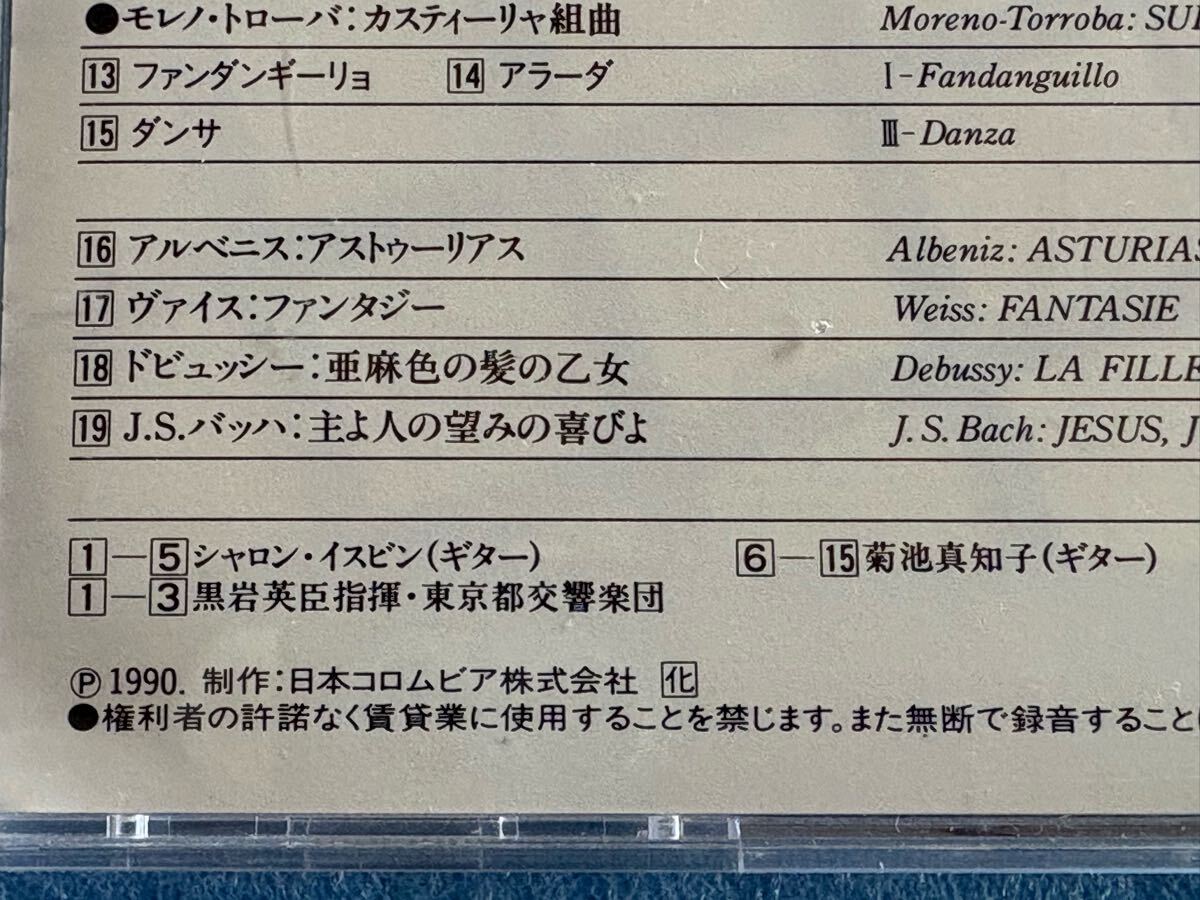 ●モレノ・トローバ:カスティーリャ組曲 Moreno-Torroba:
13 ファンダンギーリョ 14 アラーダ Ⅰ-Fandanguillo
15 ダンサ Ⅲ-Danza
16 アルベニス:アストゥーリアス Albeniz: ASTURIAS
17 ヴァイス:ファンタジー Weiss: FANTASIE
18 ドビュッシー:亜麻色の髪の乙女 Debussy: LA FILLE
19 J.S.バッハ:主よ人の望みの喜びよ J.S.Bach: JESUS, J
1—5 シャロン・イスビン(ギター) 6—15 菊池真知子(ギター)
1—3 黒岩英臣指揮・東京都交響楽団
Ⓟ1990. 制作:日本コロムビア株式会社 化
●権利者の許諾なく賃貸業に使用することを禁じます。また無断で録音すること